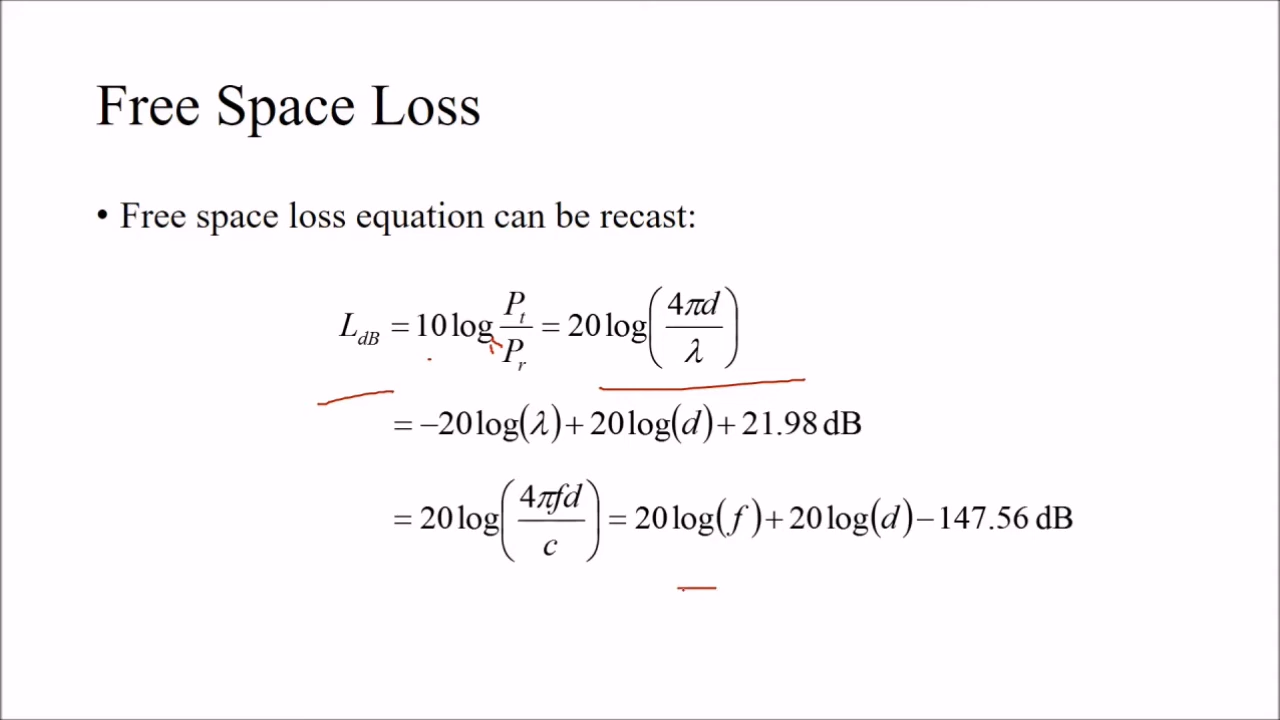 Free Space Loss
• Free space loss equation can be recast:
L_dB = 10 log P_t/P_r = 20 log(4πd/λ)
= −20 log(λ) + 20 log(d) + 21.98 dB
= 20 log(4πfd/c) = 20 log(f) + 20 log(d) − 147.56 dB